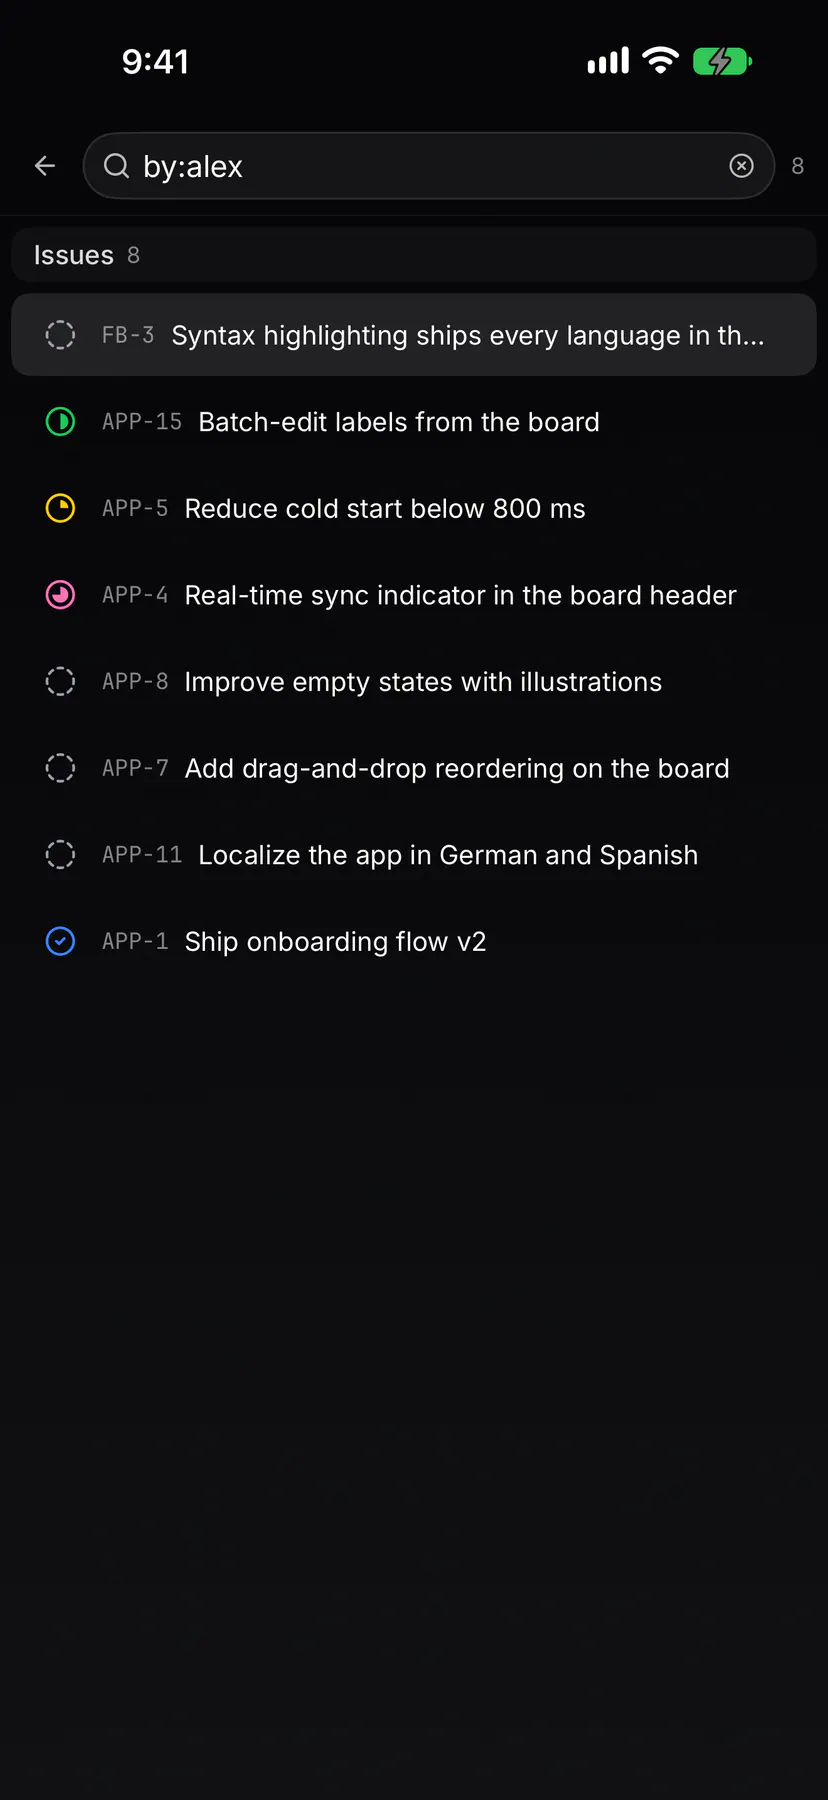 9:41
by:alex 8
Issues 8
FB-3 Syntax highlighting ships every language in th...
APP-15 Batch-edit labels from the board
APP-5 Reduce cold start below 800 ms
APP-4 Real-time sync indicator in the board header
APP-8 Improve empty states with illustrations
APP-7 Add drag-and-drop reordering on the board
APP-11 Localize the app in German and Spanish
APP-1 Ship onboarding flow v2